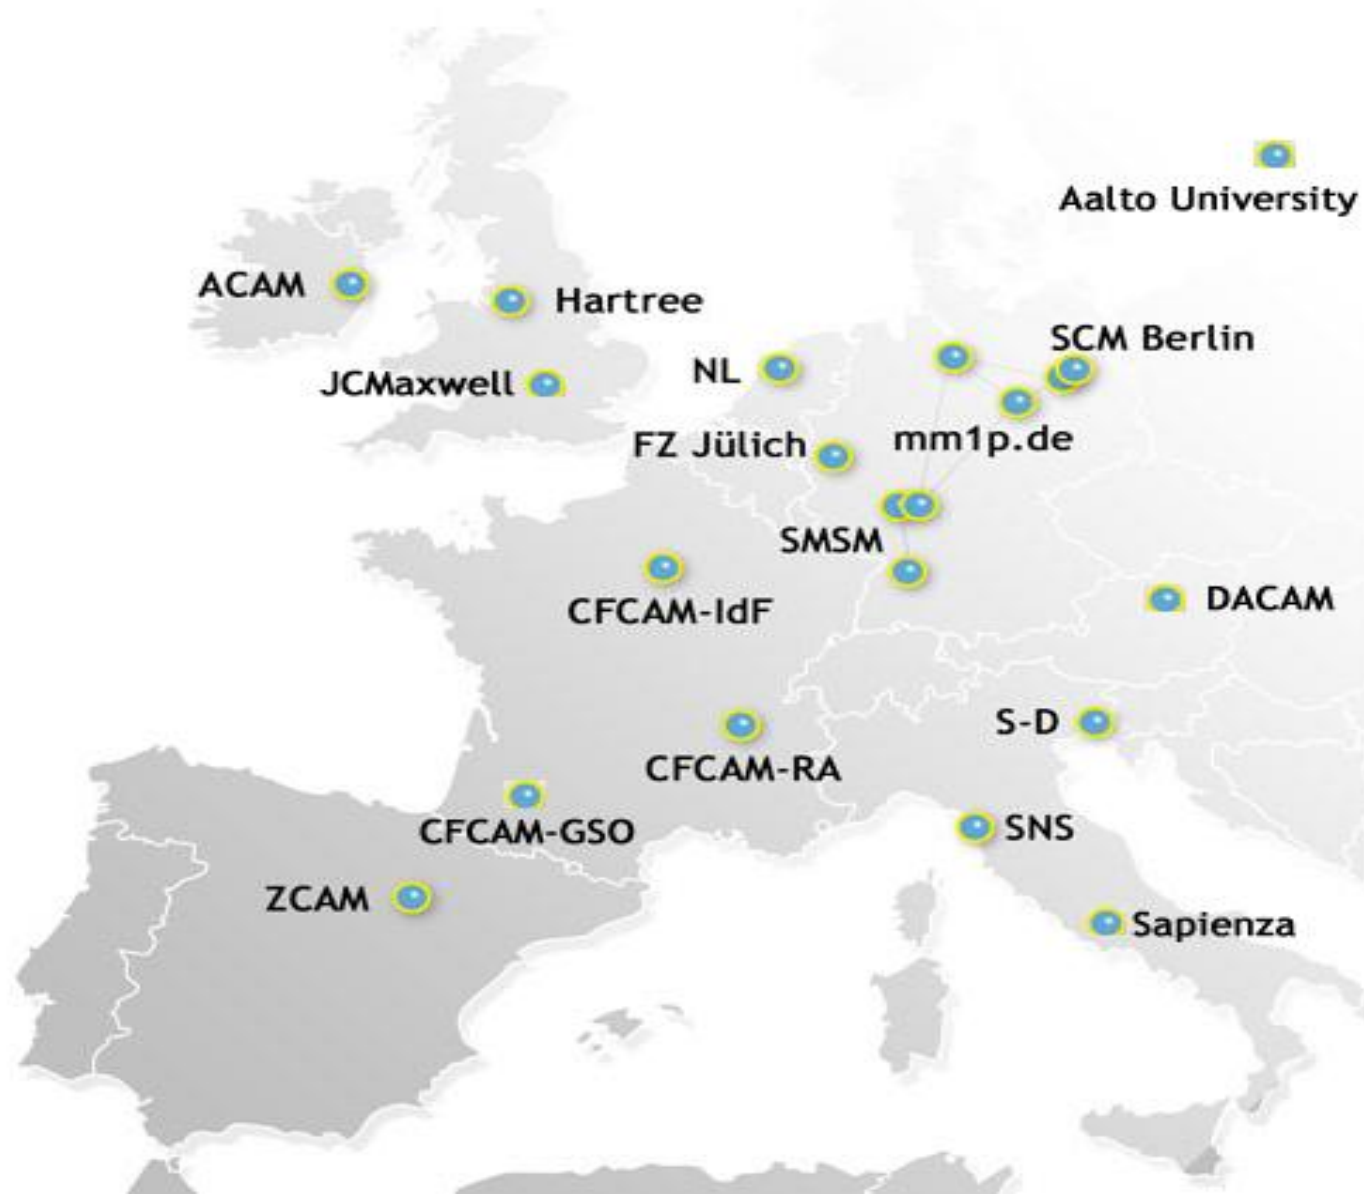 Aalto University
ACAM
Hartree
SCM Berlin
NL
JCMaxwell
FZ Jülich
mm1p.de
SMSM
CFCAM-IdF
DACAM
S-D
CFCAM-RA
CFCAM-GSO
SNS
ZCAM
Sapienza